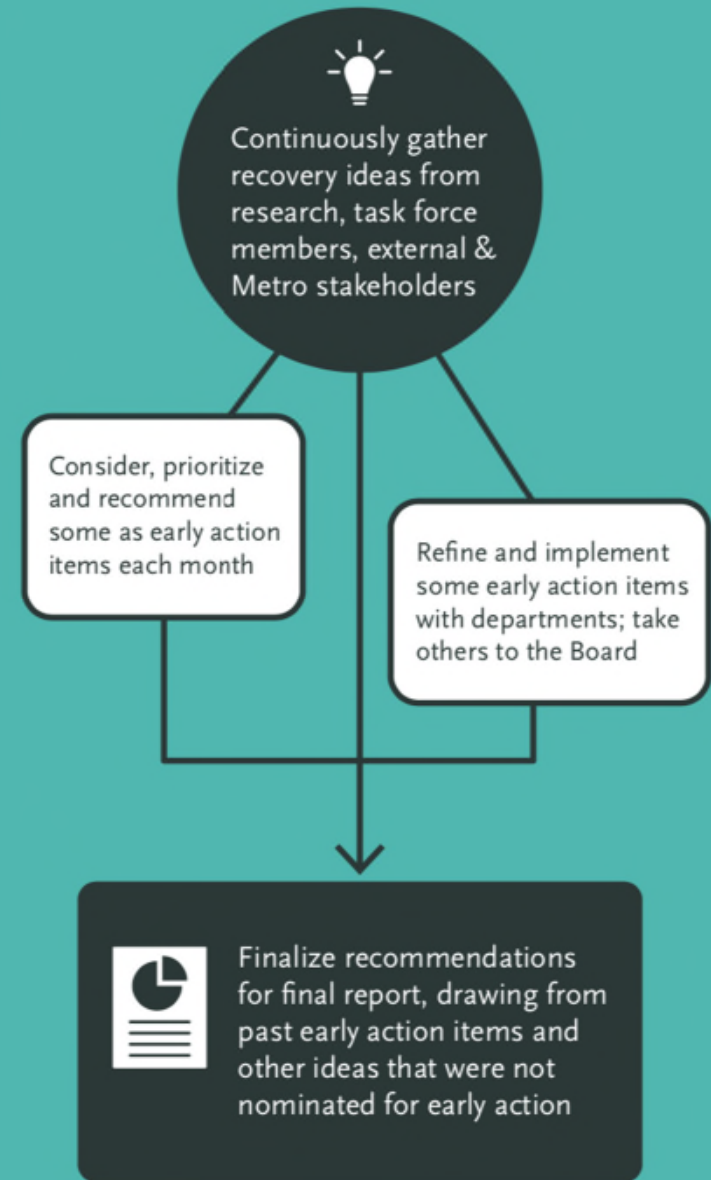 Continuously gather
recovery ideas from
research, task force
members, external &
Metro stakeholders
Consider, prioritize
and recommend
some as early action
items each month
Refine and implement
some early action items
with departments; take
others to the Board
Finalize recommendations
for final report, drawing from
past early action items and
other ideas that were not
nominated for early action